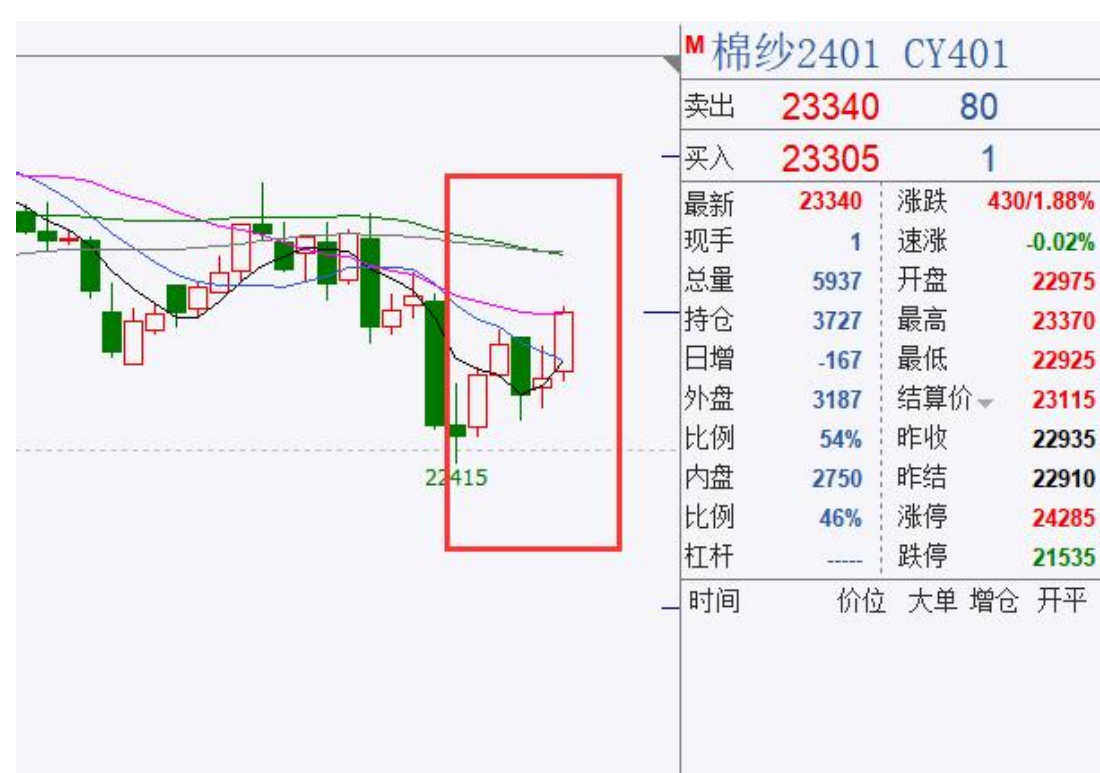 M 棉纱2401 CY401
卖出 23340 80
买入 23305 1
最新 23340 涨跌 430/1.88%
现手 1 速涨 -0.02%
总量 5937 开盘 22975
持仓 3727 最高 23370
日增 -167 最低 22925
外盘 3187 结算价 23115
比例 54% 昨收 22935
内盘 2750 昨结 22910
比例 46% 涨停 24285
杠杆 ----- 跌停 21535
时间 价位 大单 增仓 开平
22415